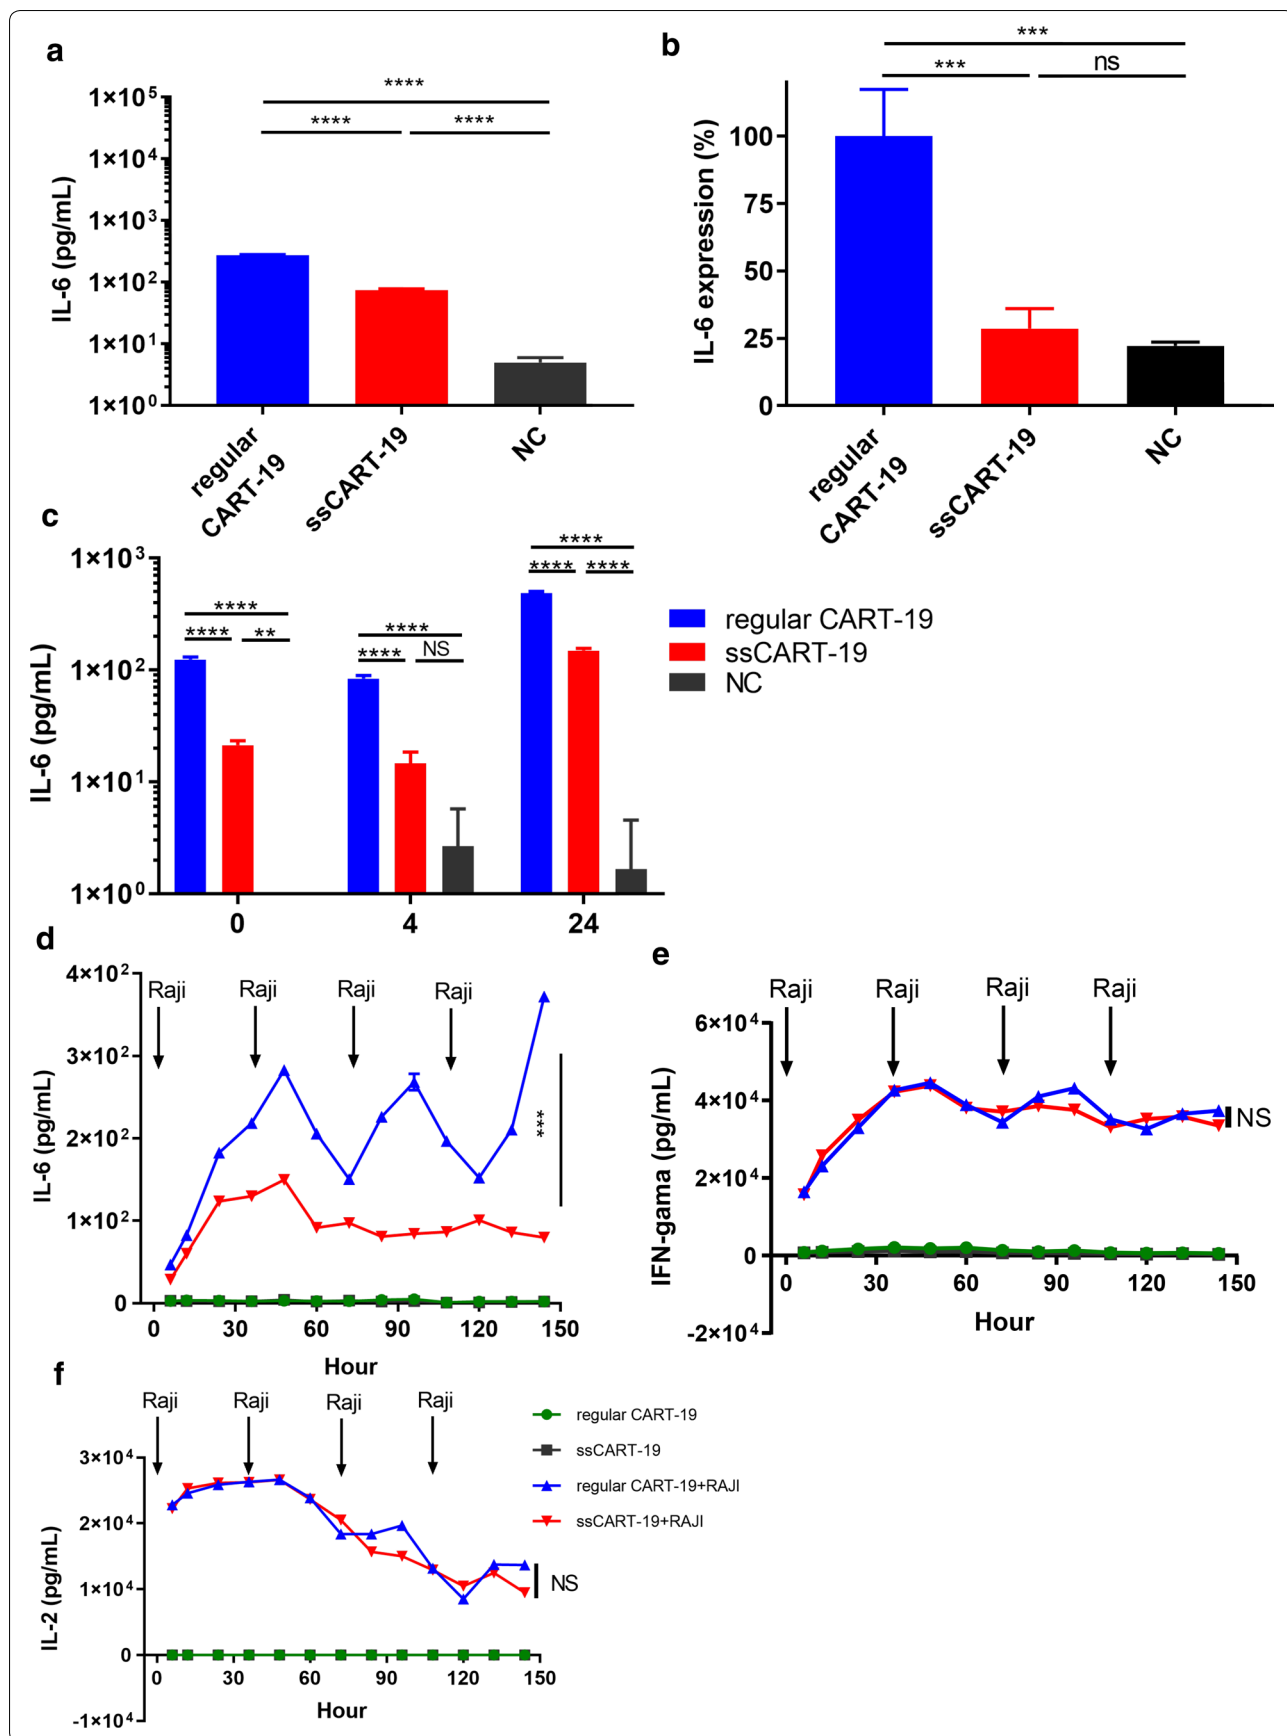 a
****
****
****
1×10⁵
1×10⁴
1×10³
1×10²
1×10¹
1×10⁰
IL-6 (pg/mL)
regular
CART-19
ssCART-19
NC
b
***
***
ns
100
75
50
25
0
IL-6 expression (%)
regular
CART-19
ssCART-19
NC
c
****
****
**
****
****
NS
****
****
****
1×10³
1×10²
1×10¹
1×10⁰
IL-6 (pg/mL)
0
4
24
regular CART-19
ssCART-19
NC
d
Raji
Raji
Raji
Raji
4×10²
3×10²
2×10²
1×10²
0
IL-6 (pg/mL)
***
0
30
60
90
120
150
Hour
e
Raji
Raji
Raji
Raji
6×10⁴
4×10⁴
2×10⁴
0
-2×10⁴
IFN-gama (pg/mL)
NS
0
30
60
90
120
150
Hour
f
Raji
Raji
Raji
Raji
3×10⁴
2×10⁴
1×10⁴
0
-1×10⁴
IL-2 (pg/mL)
NS
0
30
60
90
120
150
Hour
regular CART-19
ssCART-19
regular CART-19+RAJI
ssCART-19+RAJI